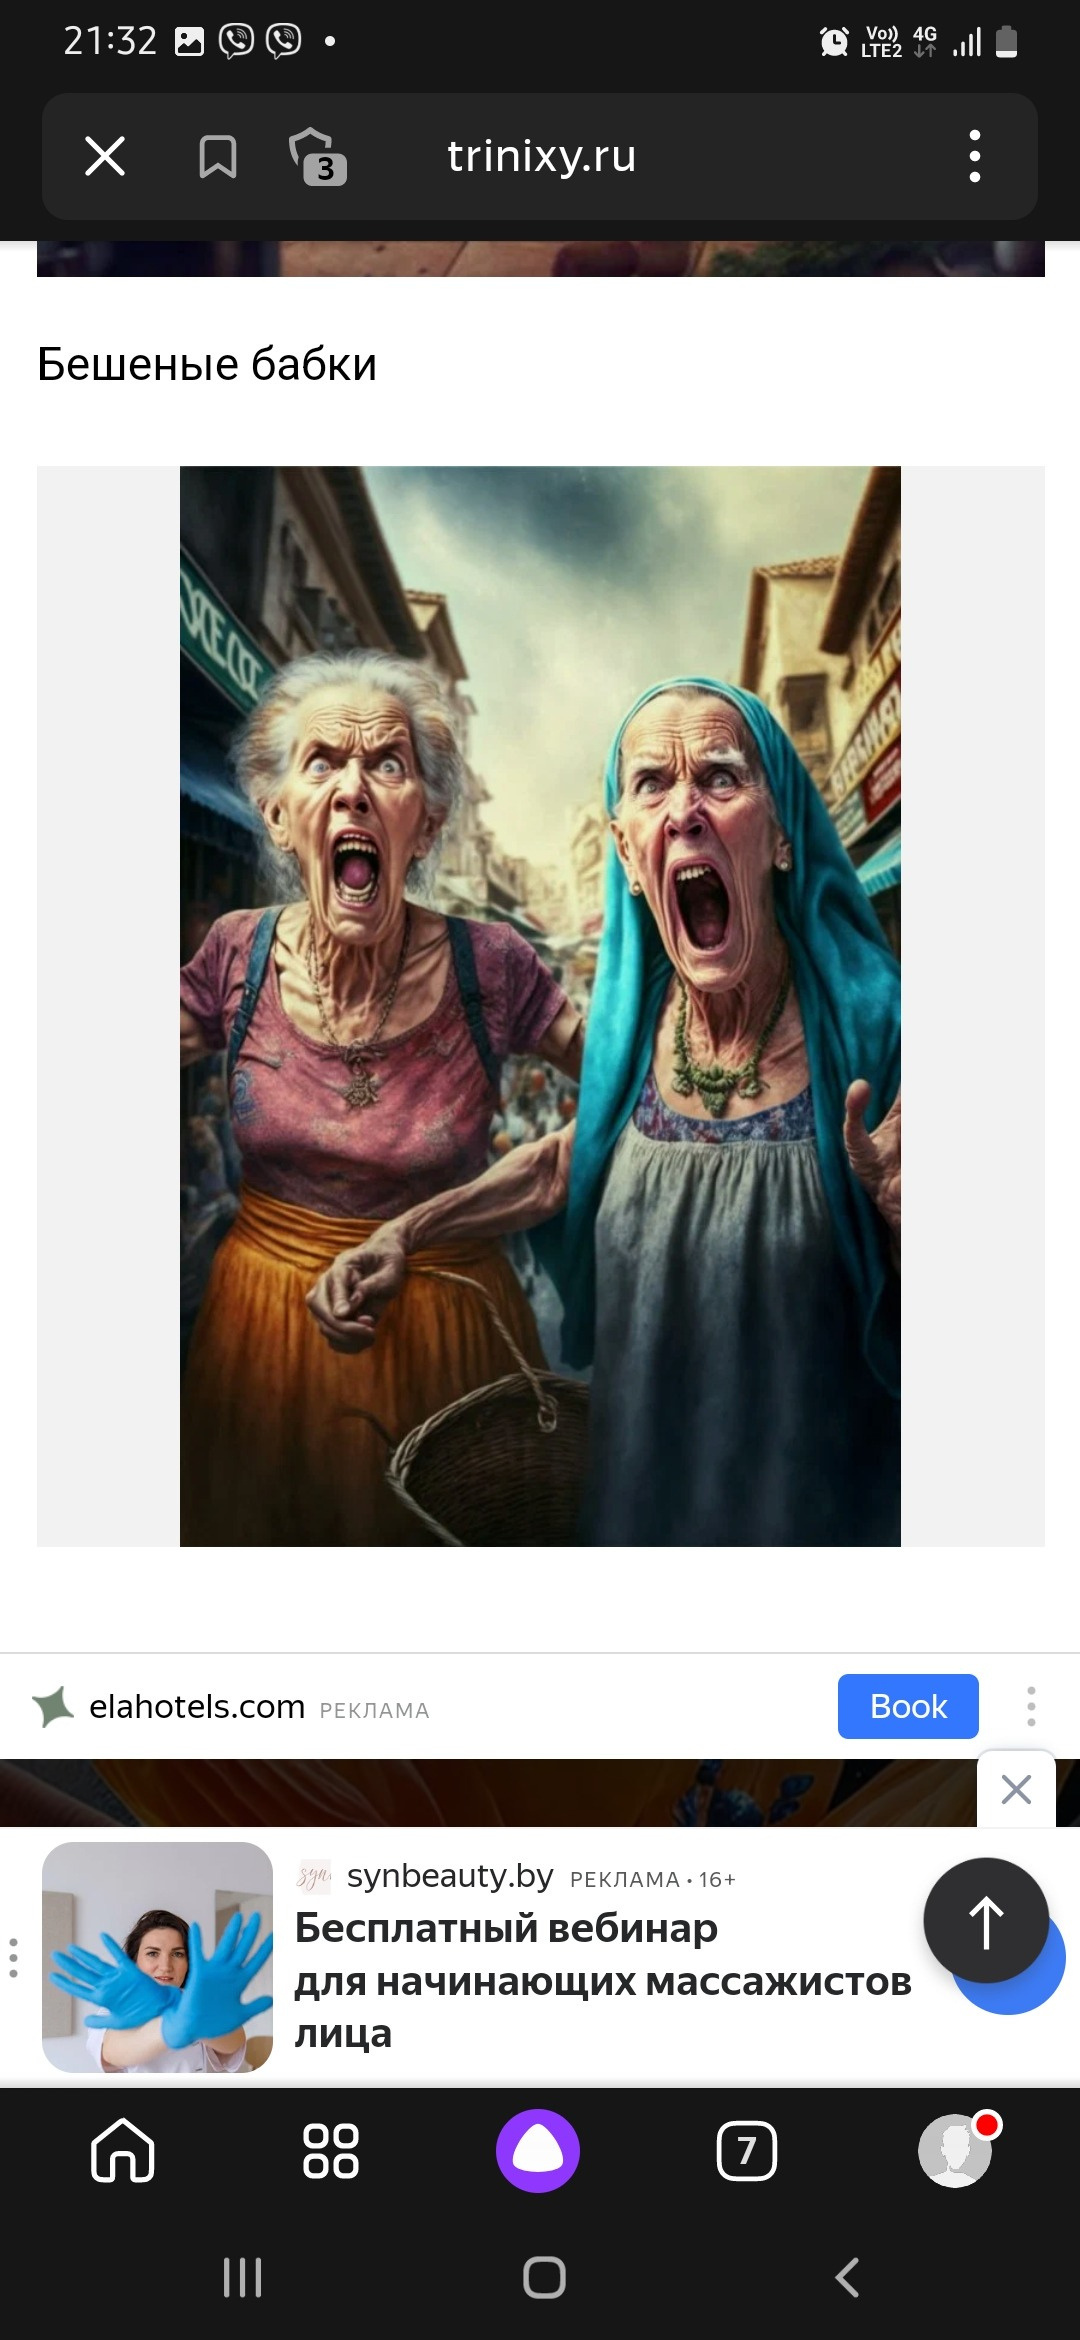 21:32
Vo)) 4G
LTE2
3
trinixy.ru
Бешеные бабки
elahotels.com РЕКЛАМА
Book
synbeauty.by РЕКЛАМА • 16+
Бесплатный вебинар
для начинающих массажистов
лица
7